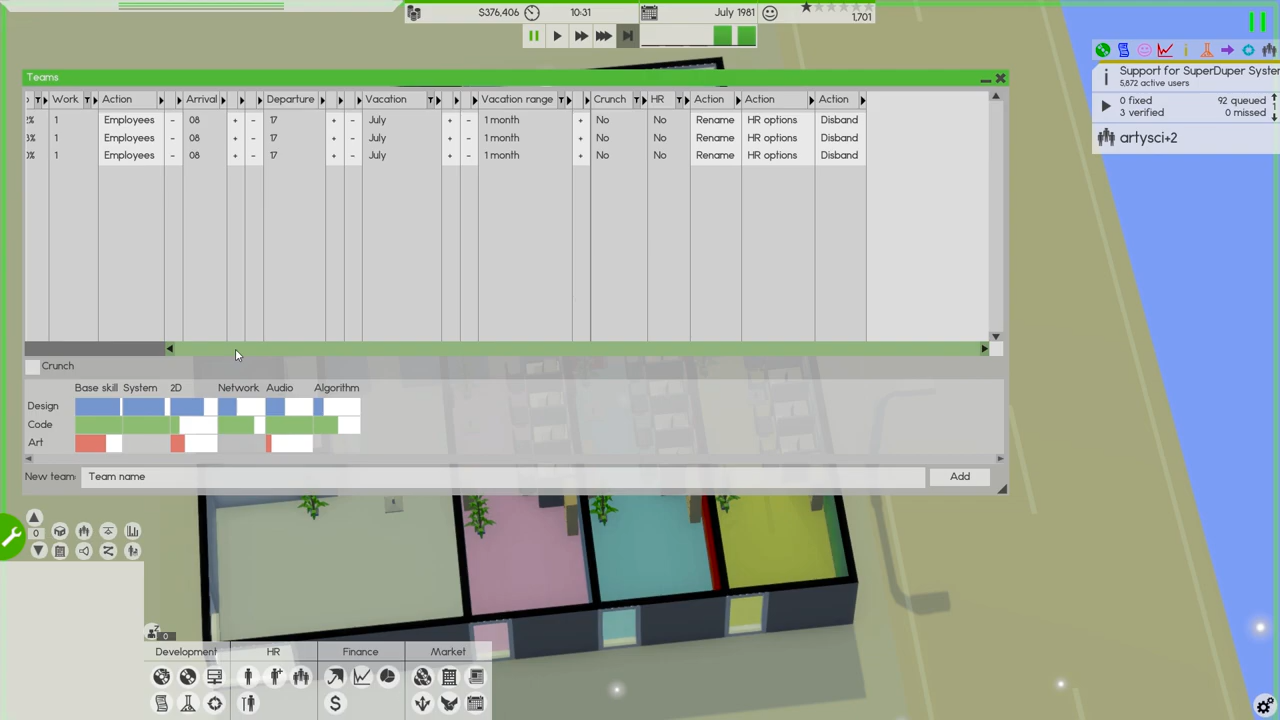 S376,406 10-31 July 1981 1,701
Teams
Work Action Arrival Departure Vacation Vacation range Crunch HR Action Action Action
% 1 Employees - 08 + - 17 + - July + - 1 month + No No Rename HR options Disband
% 1 Employees - 08 + - 17 + - July + - 1 month + No No Rename HR options Disband
% 1 Employees - 08 + - 17 + - July + - 1 month + No No Rename HR options Disband
Crunch
Base skill System 2D Network Audio Algorithm
Design
Code
Art
New team: Team name Add
Support for SuperDuper System
5,872 active users
0 fixed 92 queued
3 verified 0 missed
artysci+2
0
0
Development HR Finance Market